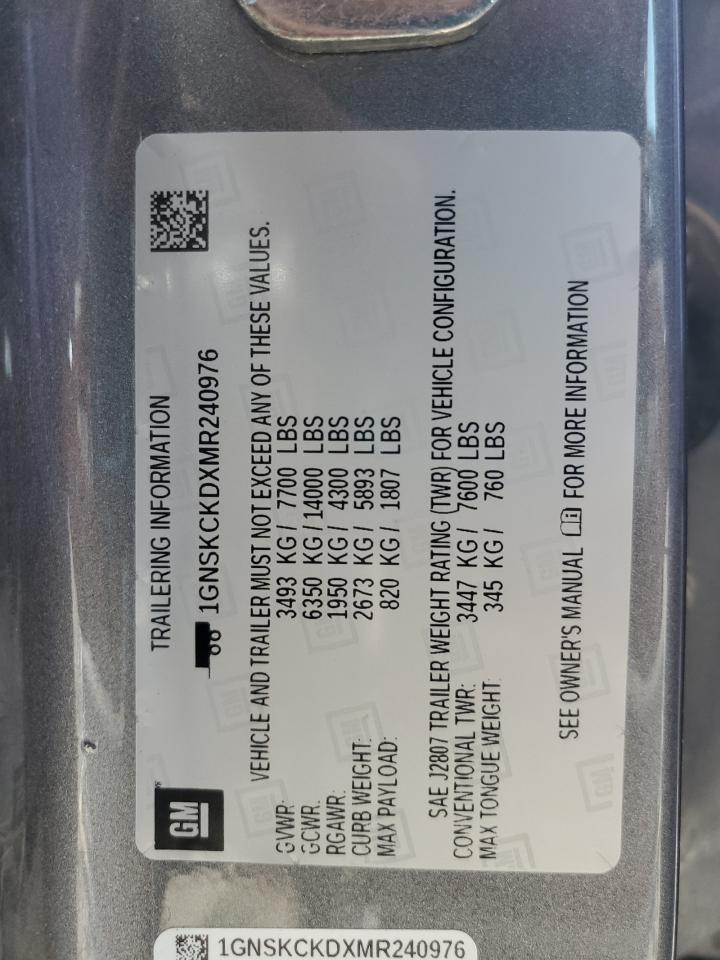 GM
TRAILERING INFORMATION
1GNSKCKDXMR240976
VEHICLE AND TRAILER MUST NOT EXCEED ANY OF THESE VALUES.
GVWR: 3493 KG / 7700 LBS
GCWR: 6350 KG / 14000 LBS
RGAWR: 1950 KG / 4300 LBS
CURB WEIGHT: 2673 KG / 5893 LBS
MAX PAYLOAD: 820 KG / 1807 LBS
SAE J2807 TRAILER WEIGHT RATING (TWR) FOR VEHICLE CONFIGURATION.
CONVENTIONAL TWR: 3447 KG / 7600 LBS
MAX TONGUE WEIGHT: 345 KG / 760 LBS
SEE OWNER'S MANUAL FOR MORE INFORMATION
1GNSKCKDXMR240976